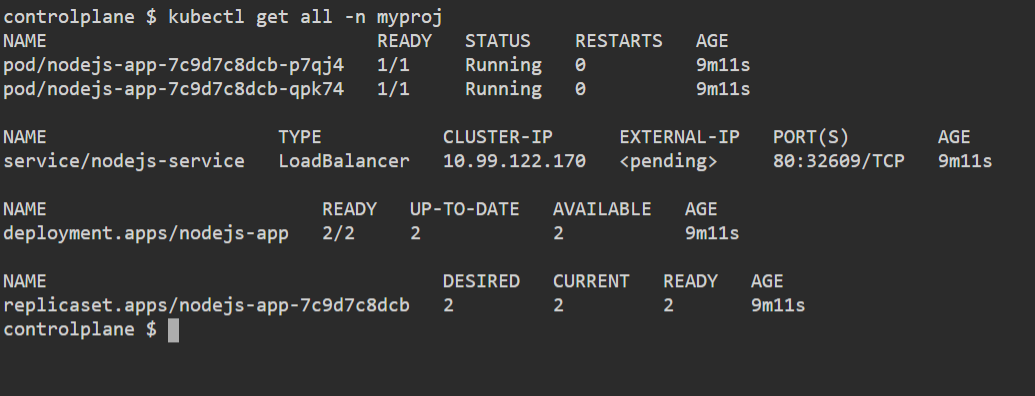 controlplane $ kubectl get all -n myproj
NAME                              READY   STATUS    RESTARTS   AGE
pod/nodejs-app-7c9d7c8dcb-p7qj4   1/1     Running   0          9m11s
pod/nodejs-app-7c9d7c8dcb-qpk74   1/1     Running   0          9m11s
NAME                     TYPE           CLUSTER-IP      EXTERNAL-IP   PORT(S)        AGE
service/nodejs-service   LoadBalancer   10.99.122.170   <pending>     80:32609/TCP   9m11s
NAME                         READY   UP-TO-DATE   AVAILABLE   AGE
deployment.apps/nodejs-app   2/2     2            2           9m11s
NAME                                    DESIRED   CURRENT   READY   AGE
replicaset.apps/nodejs-app-7c9d7c8dcb   2         2         2       9m11s
controlplane $